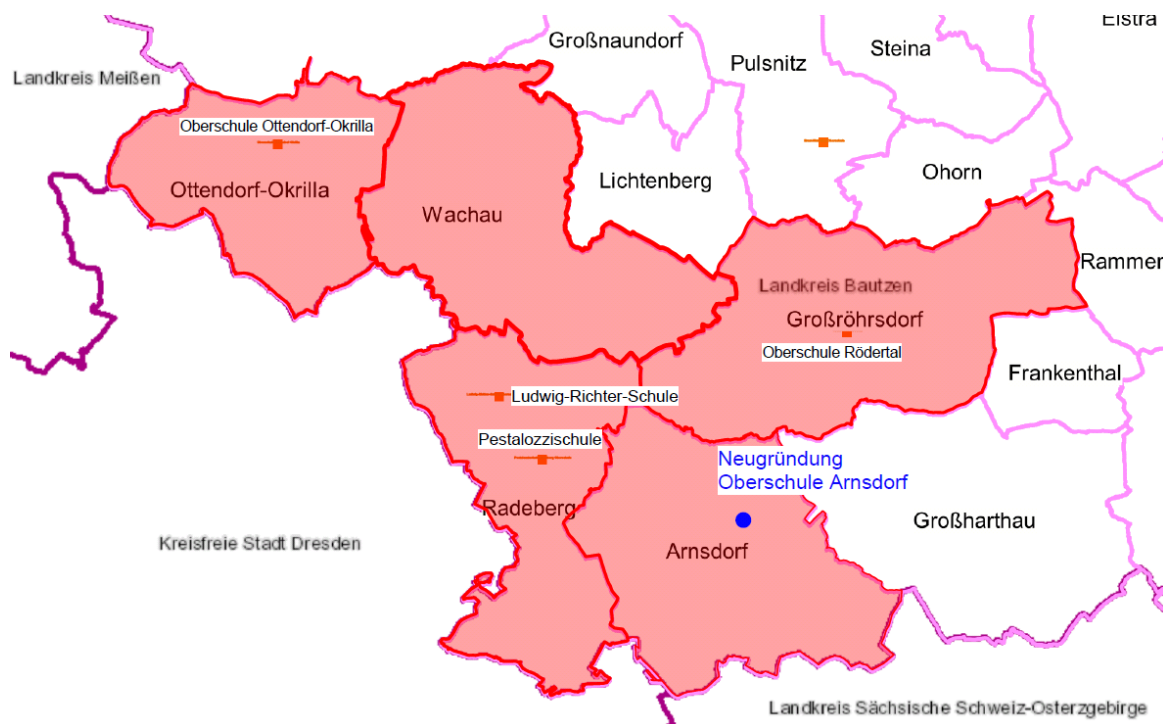 Elstra
Großnaundorf
Steina
Pulsnitz
Landkreis Meißen
Oberschule Ottendorf-Okrilla
Ohorn
Lichtenberg
Ottendorf-Okrilla
Wachau
Rammen
Landkreis Bautzen
Großröhrsdorf
Oberschule Rödertal
Frankenthal
Ludwig-Richter-Schule
Pestalozzischule
Neugründung
Oberschule Arnsdorf
Radeberg
Großharthau
Kreisfreie Stadt Dresden
Arnsdorf
Landkreis Sächsische Schweiz-Osterzgebirge